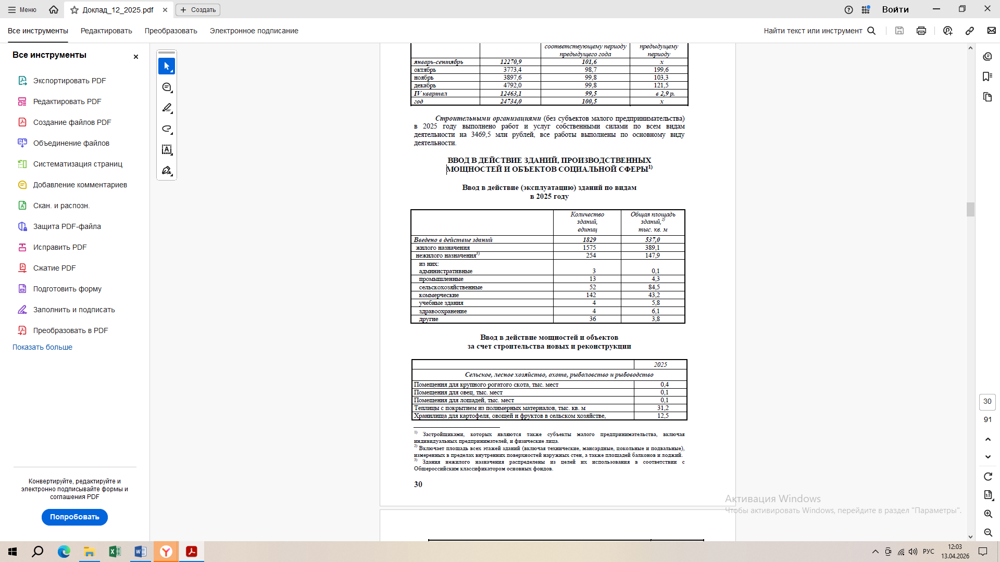 Меню
Доклад_12_2025.pdf
Создать
Войти
Все инструменты
Редактировать
Преобразовать
Электронное подписание
Найти текст или инструмент
Все инструменты
Экспортировать PDF
Редактировать PDF
Создание файлов PDF
Объединение файлов
Систематизация страниц
Добавление комментариев
Скан. и распозн.
Защита PDF-файла
Исправить PDF
Сжатие PDF
Подготовить форму
Заполнить и подписать
Преобразовать в PDF
Показать больше
Конвертируйте, редактируйте и
электронно подписывайте формы и
соглашения PDF
Попробовать
соответствующему периоду предыдущему
предыдущего года периоду
январь-сентябрь 12270,9 101,6 x
октябрь 3773,4 98,7 199,6
ноябрь 3897,6 99,8 103,3
декабрь 4792,0 99,8 121,5
IV квартал 12463,1 99,5 в 2,9 р.
год 24734,0 100,5 x
Строительными организациями (без субъектов малого предпринимательства)
в 2025 году выполнено работ и услуг собственными силами по всем видам
деятельности на 3469,5 млн рублей, все работы выполнены по основному виду
деятельности.
ВВОД В ДЕЙСТВИЕ ЗДАНИЙ, ПРОИЗВОДСТВЕННЫХ
МОЩНОСТЕЙ И ОБЪЕКТОВ СОЦИАЛЬНОЙ СФЕРЫ1)
Ввод в действие (эксплуатацию) зданий по видам
в 2025 году
Количество Общая площадь
зданий, зданий,2)
единиц тыс. кв. м
Введено в действие зданий 1829 537,0
жилого назначения 1575 389,1
нежилого назначения3) 254 147,9
из них:
административные 3 0,1
промышленные 13 4,3
сельскохозяйственные 52 84,5
коммерческие 142 43,2
учебные здания 4 5,8
здравоохранение 4 6,1
другие 36 3,8
Ввод в действие мощностей и объектов
за счет строительства новых и реконструкции
2025
Сельское, лесное хозяйство, охота, рыболовство и рыбоводство
Помещения для крупного рогатого скота, тыс. мест 0,4
Помещения для овец, тыс. мест 0,1
Помещения для лошадей, тыс. мест 0,1
Теплицы с покрытием из полимерных материалов, тыс. кв. м 31,2
Хранилища для картофеля, овощей и фруктов в сельском хозяйстве, 12,5
1) Застройщиками, которых являются также субъекты малого предпринимательства, включая
индивидуальных предпринимателей, и физические лица.
2) Включает площадь всех этажей зданий (включая технические, мансардные, цокольные и подвальные),
измеренных в пределах внутренних поверхностей наружных стен, а также площадей балконов и лоджий.
3) Здания нежилого назначения распределены из целей их использования в соответствии с
Общероссийским классификатором основных фондов.
30
30
91
Активация Windows
Чтобы активировать Windows, перейдите в раздел "Параметры".
РУС
12:03
13.04.2026